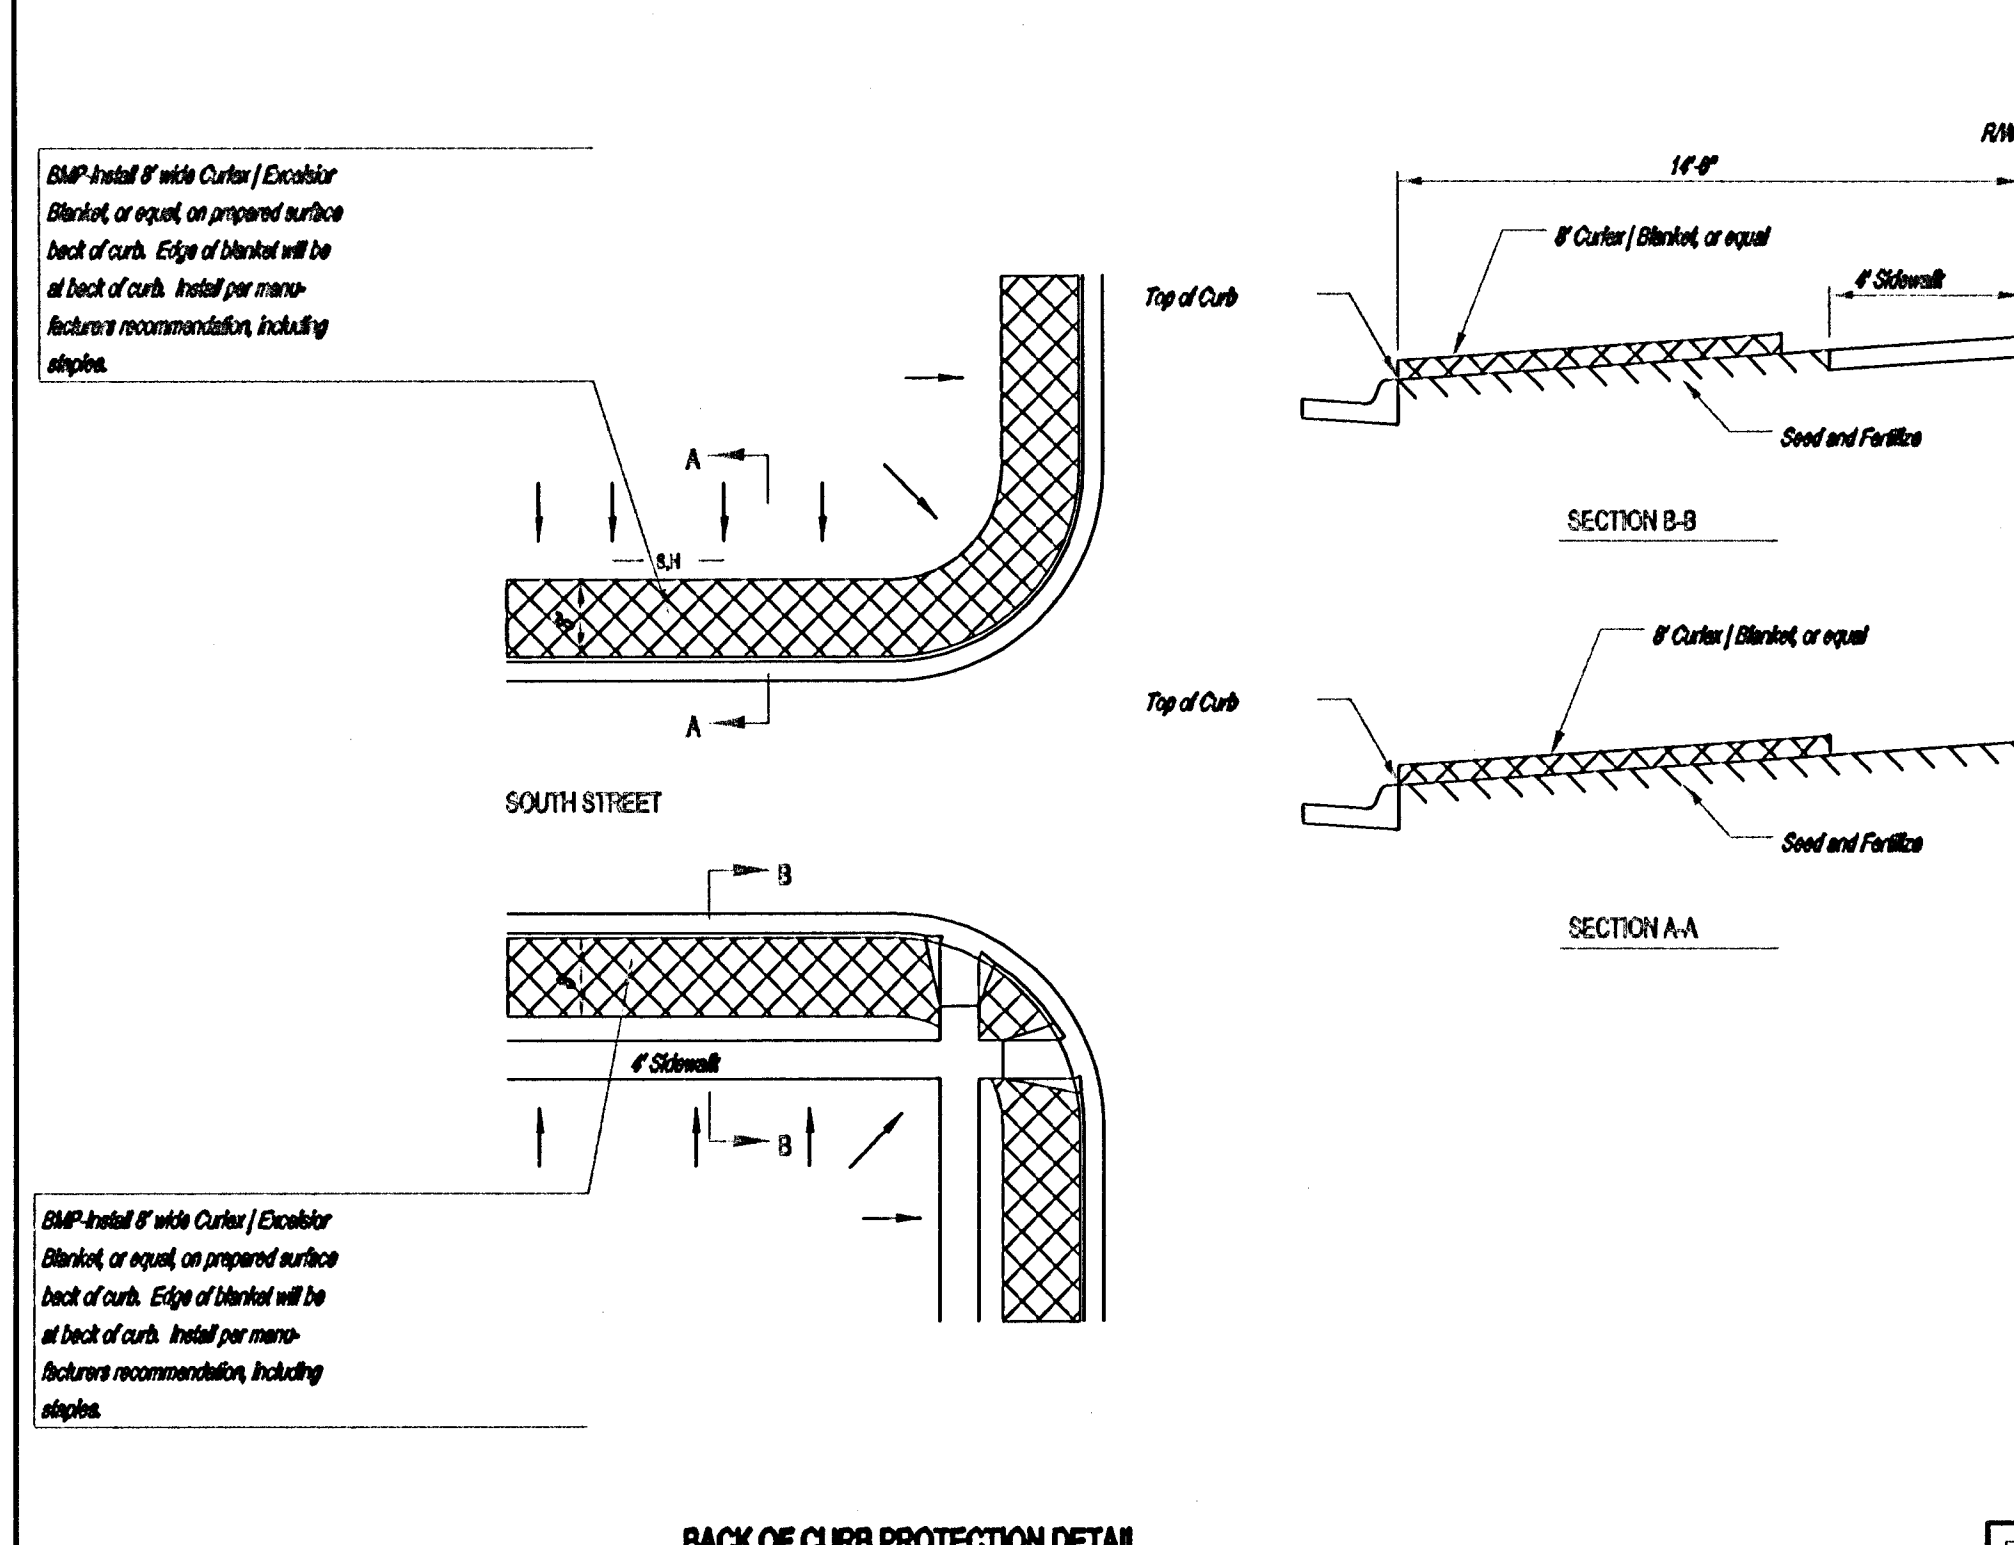 BMP-Install 8' wide Curlex / Excelsior
Blanket, or equal, on prepared surface
back of curb. Edge of blanket will be
at back of curb. Install per manu-
facturers recommendation, including
staples.
A
S,H
8'
A
SOUTH STREET
B
8'
4' Sidewalk
B
BMP-Install 8' wide Curlex / Excelsior
Blanket, or equal, on prepared surface
back of curb. Edge of blanket will be
at back of curb. Install per manu-
facturers recommendation, including
staples.
R/W
14'-6"
8' Curlex / Blanket, or equal
Top of Curb
4' Sidewalk
Seed and Fertilize
SECTION B-B
8' Curlex / Blanket, or equal
Top of Curb
Seed and Fertilize
SECTION A-A
BACK OF CURB PROTECTION DETAIL